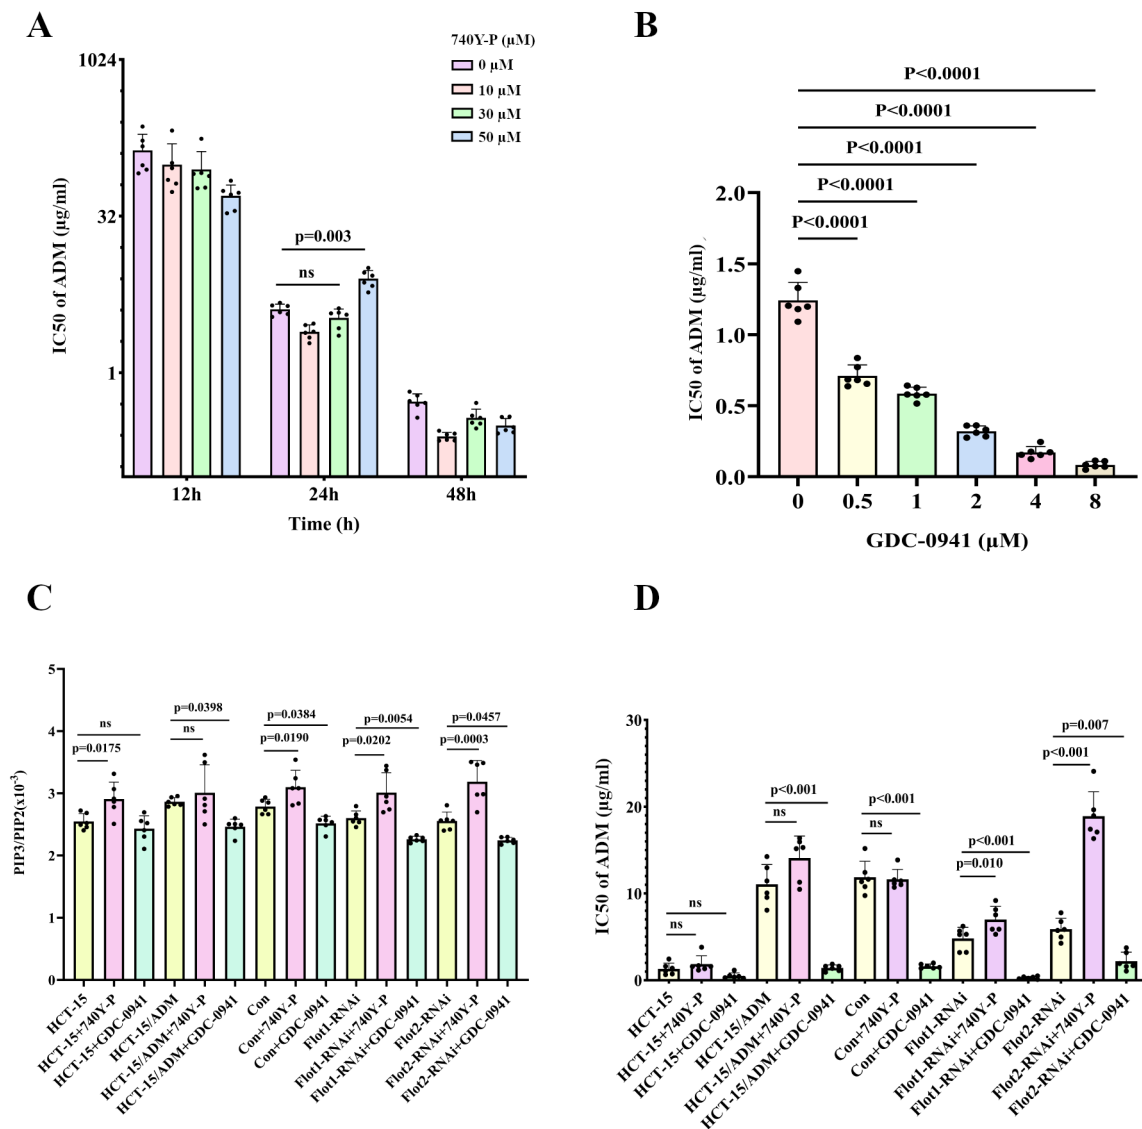 A
740Y-P (μM)
0 μM
10 μM
30 μM
50 μM
1024
32
1
IC50 of ADM (μg/ml)
p=0.003
ns
12h
24h
48h
Time (h)
B
P<0.0001
P<0.0001
P<0.0001
P<0.0001
P<0.0001
2.0
1.5
1.0
0.5
0.0
IC50 of ADM (μg/ml)
0
0.5
1
2
4
8
GDC-0941 (μM)
C
5
4
3
2
1
0
PIP3/PIP2(x10⁻³)
ns
p=0.0175
p=0.0398
ns
p=0.0384
p=0.0190
p=0.0054
p=0.0202
p=0.0457
p=0.0003
HCT-15
HCT-15+740Y-P
HCT-15+GDC-0941
HCT-15/ADM
HCT-15/ADM+740Y-P
HCT-15/ADM+GDC-0941
Con
Con+740Y-P
Con+GDC-0941
Flot1-RNAi
Flot1-RNAi+740Y-P
Flot1-RNAi+GDC-0941
Flot2-RNAi
Flot2-RNAi+740Y-P
Flot2-RNAi+GDC-0941
D
30
20
10
0
IC50 of ADM (μg/ml)
ns
ns
p<0.001
ns
p<0.001
ns
p<0.001
p=0.010
p=0.007
p<0.001
HCT-15
HCT-15+740Y-P
HCT-15+GDC-0941
HCT-15/ADM
HCT-15/ADM+740Y-P
HCT-15/ADM+GDC-0941
Con
Con+740Y-P
Con+GDC-0941
Flot1-RNAi
Flot1-RNAi+740Y-P
Flot1-RNAi+GDC-0941
Flot2-RNAi
Flot2-RNAi+740Y-P
Flot2-RNAi+GDC-0941